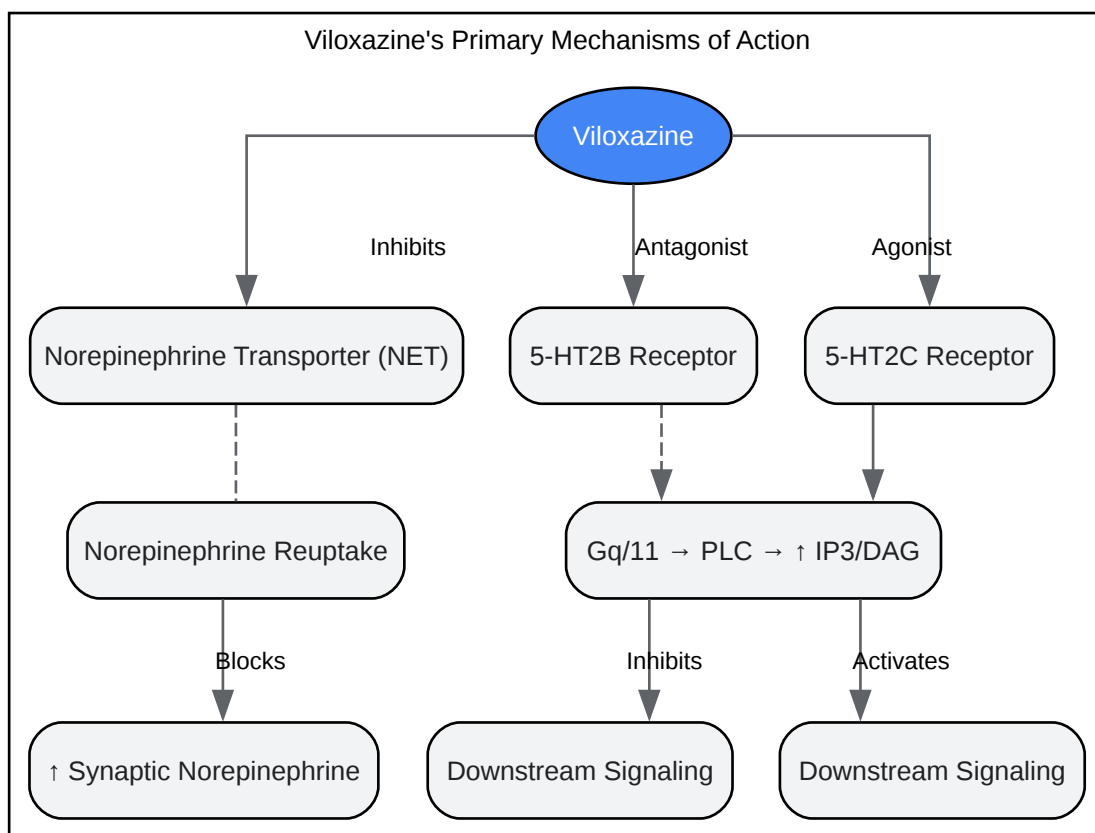 Viloxazine's Primary Mechanisms of Action
Viloxazine
Inhibits
Antagonist
Agonist
Norepinephrine Transporter (NET)
5-HT2B Receptor
5-HT2C Receptor
Norepinephrine Reuptake
Gq/11 → PLC → ↑ IP3/DAG
Blocks
Inhibits
Activates
↑ Synaptic Norepinephrine
Downstream Signaling
Downstream Signaling